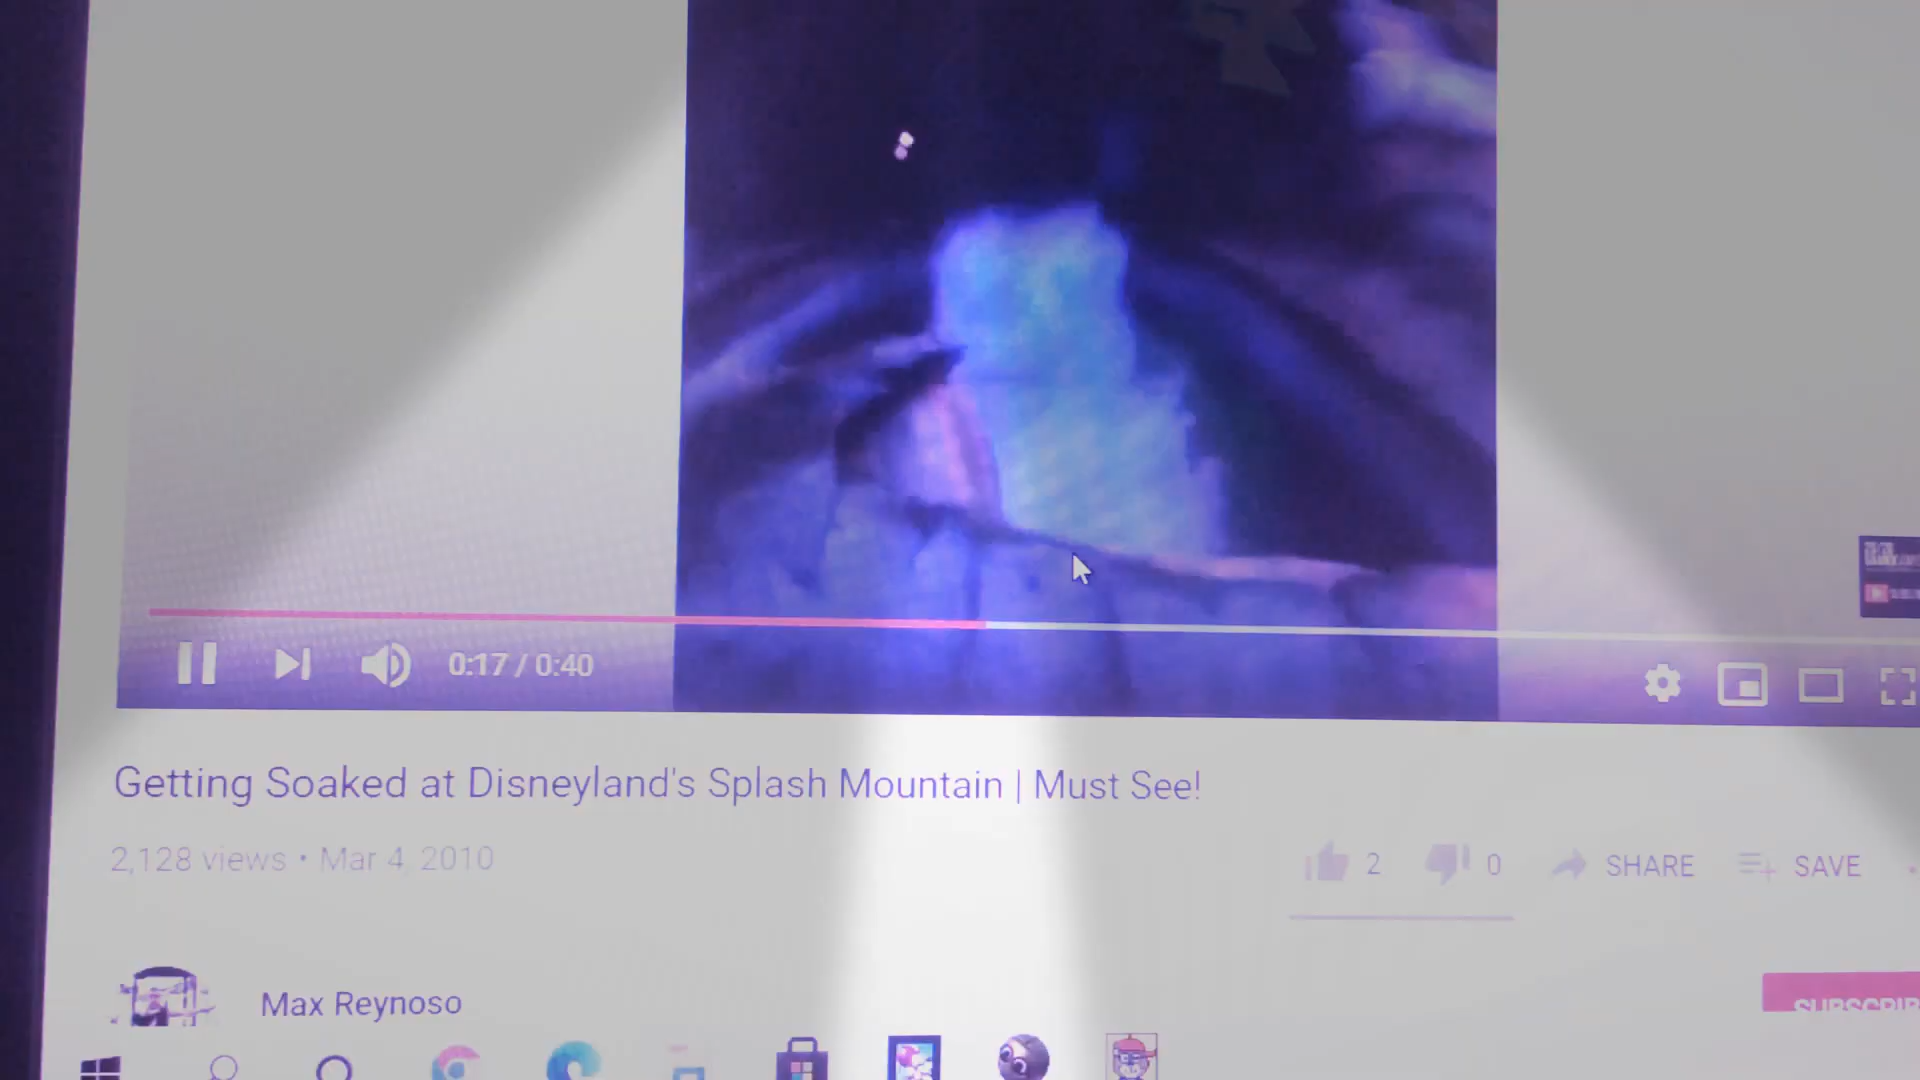 0:17 / 0:40
Getting Soaked at Disneyland's Splash Mountain | Must See!
2,128 views • Mar 4, 2010
2
0
SHARE
SAVE
Max Reynoso